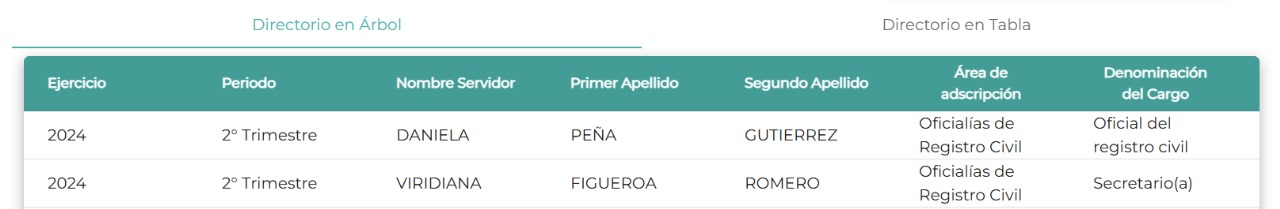 Directorio en Árbol Directorio en Tabla
Ejercicio Periodo Nombre Servidor Primer Apellido Segundo Apellido Área de adscripción Denominación del Cargo
2024 2° Trimestre DANIELA PEÑA GUTIERREZ Oficialías de Registro Civil Oficial del registro civil
2024 2° Trimestre VIRIDIANA FIGUEROA ROMERO Oficialías de Registro Civil Secretario(a)